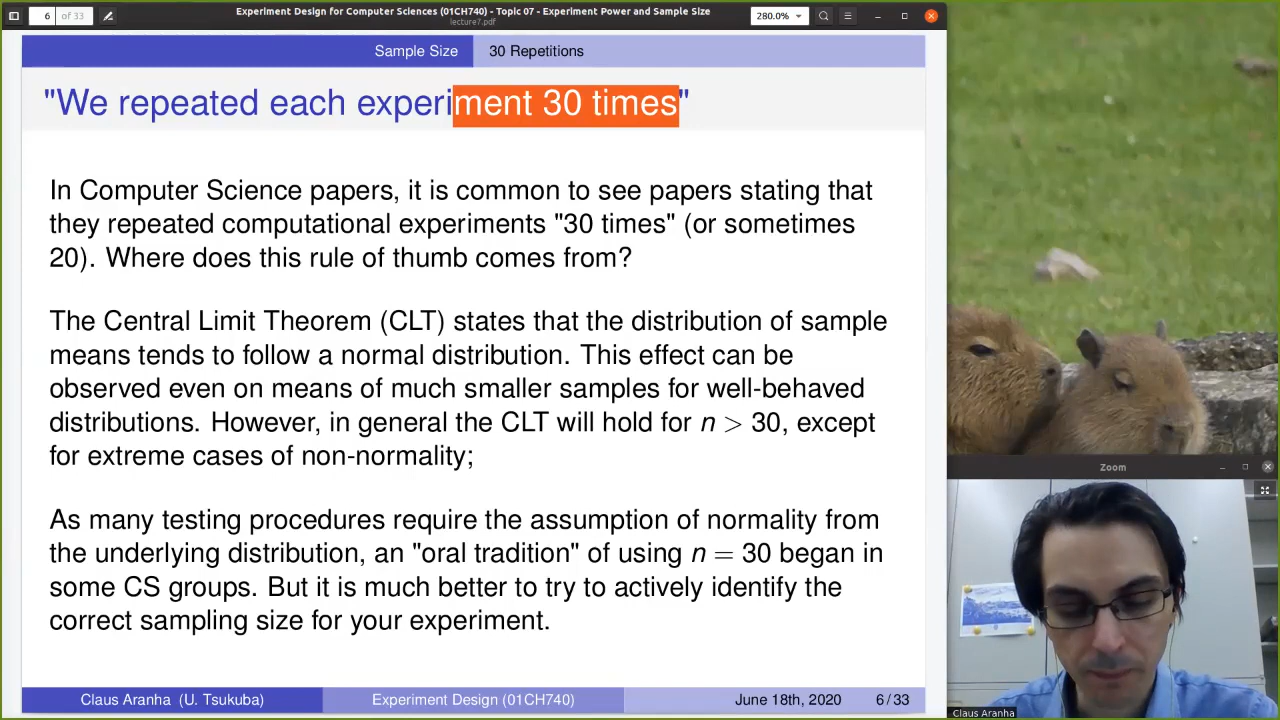 6 of 33
Experiment Design for Computer Sciences (01CH740) - Topic 07 - Experiment Power and Sample Size
lecture7.pdf
280.0%
Sample Size 30 Repetitions
"We repeated each experiment 30 times"
In Computer Science papers, it is common to see papers stating that
they repeated computational experiments "30 times" (or sometimes
20). Where does this rule of thumb comes from?
The Central Limit Theorem (CLT) states that the distribution of sample
means tends to follow a normal distribution. This effect can be
observed even on means of much smaller samples for well-behaved
distributions. However, in general the CLT will hold for n > 30, except
for extreme cases of non-normality;
As many testing procedures require the assumption of normality from
the underlying distribution, an "oral tradition" of using n = 30 began in
some CS groups. But it is much better to try to actively identify the
correct sampling size for your experiment.
Claus Aranha (U. Tsukuba) Experiment Design (01CH740) June 18th, 2020 6/33
Zoom
Claus Aranha